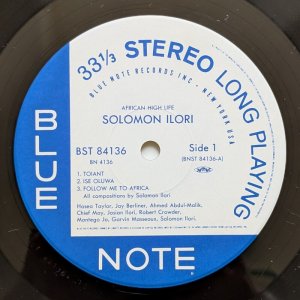 33⅓ STEREO LONG PLAYING
BLUE NOTE RECORDS INC · NEW YORK USA
AFRICAN HIGH LIFE
SOLOMON ILORI
BST 84136
BN 4136
Side 1
(BNST 84136-A)
1. TOLANI
2. ISE OLUWA
3. FOLLOW ME TO AFRICA
All compositions by Solomon Ilori.
Hosea Taylor, Jay Berliner, Ahmed Abdul-Malik,
Chief May, Josian Ilori, Robert Crowder,
Montego Jo, Garvin Masseaux, Solomon Ilori.
BLUE
NOTE